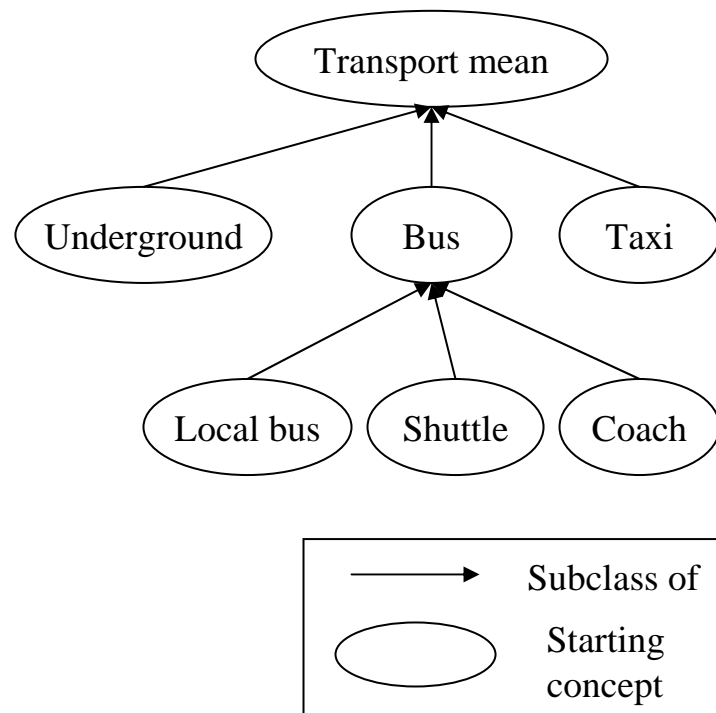 Transport mean
Underground
Bus
Taxi
Local bus
Shuttle
Coach
Subclass of
Starting
concept